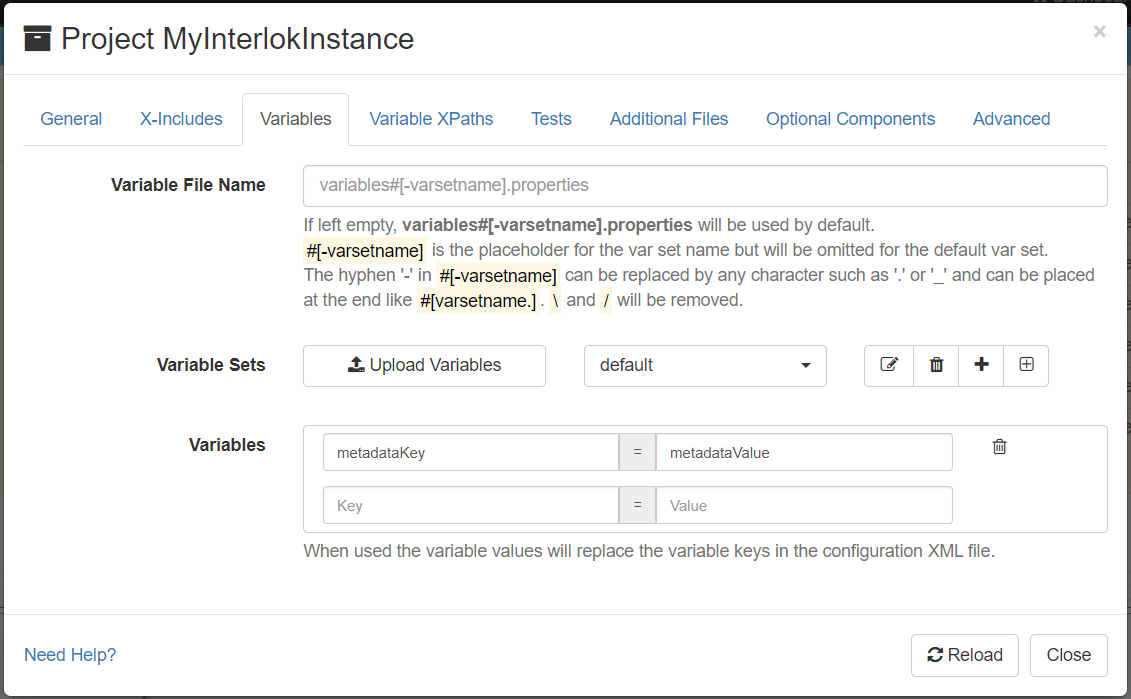 Project MyInterlokInstance
×
General X-Includes Variables Variable XPaths Tests Additional Files Optional Components Advanced
Variable File Name
variables#[-varsetname].properties
If left empty, variables#[-varsetname].properties will be used by default.
#[-varsetname] is the placeholder for the var set name but will be omitted for the default var set.
The hyphen '-' in #[-varsetname] can be replaced by any character such as '.' or '_' and can be placed
at the end like #[varsetname.] . \ and / will be removed.
Variable Sets
Upload Variables
default
Variables
metadataKey = metadataValue
Key = Value
When used the variable values will replace the variable keys in the configuration XML file.
Need Help?
Reload
Close